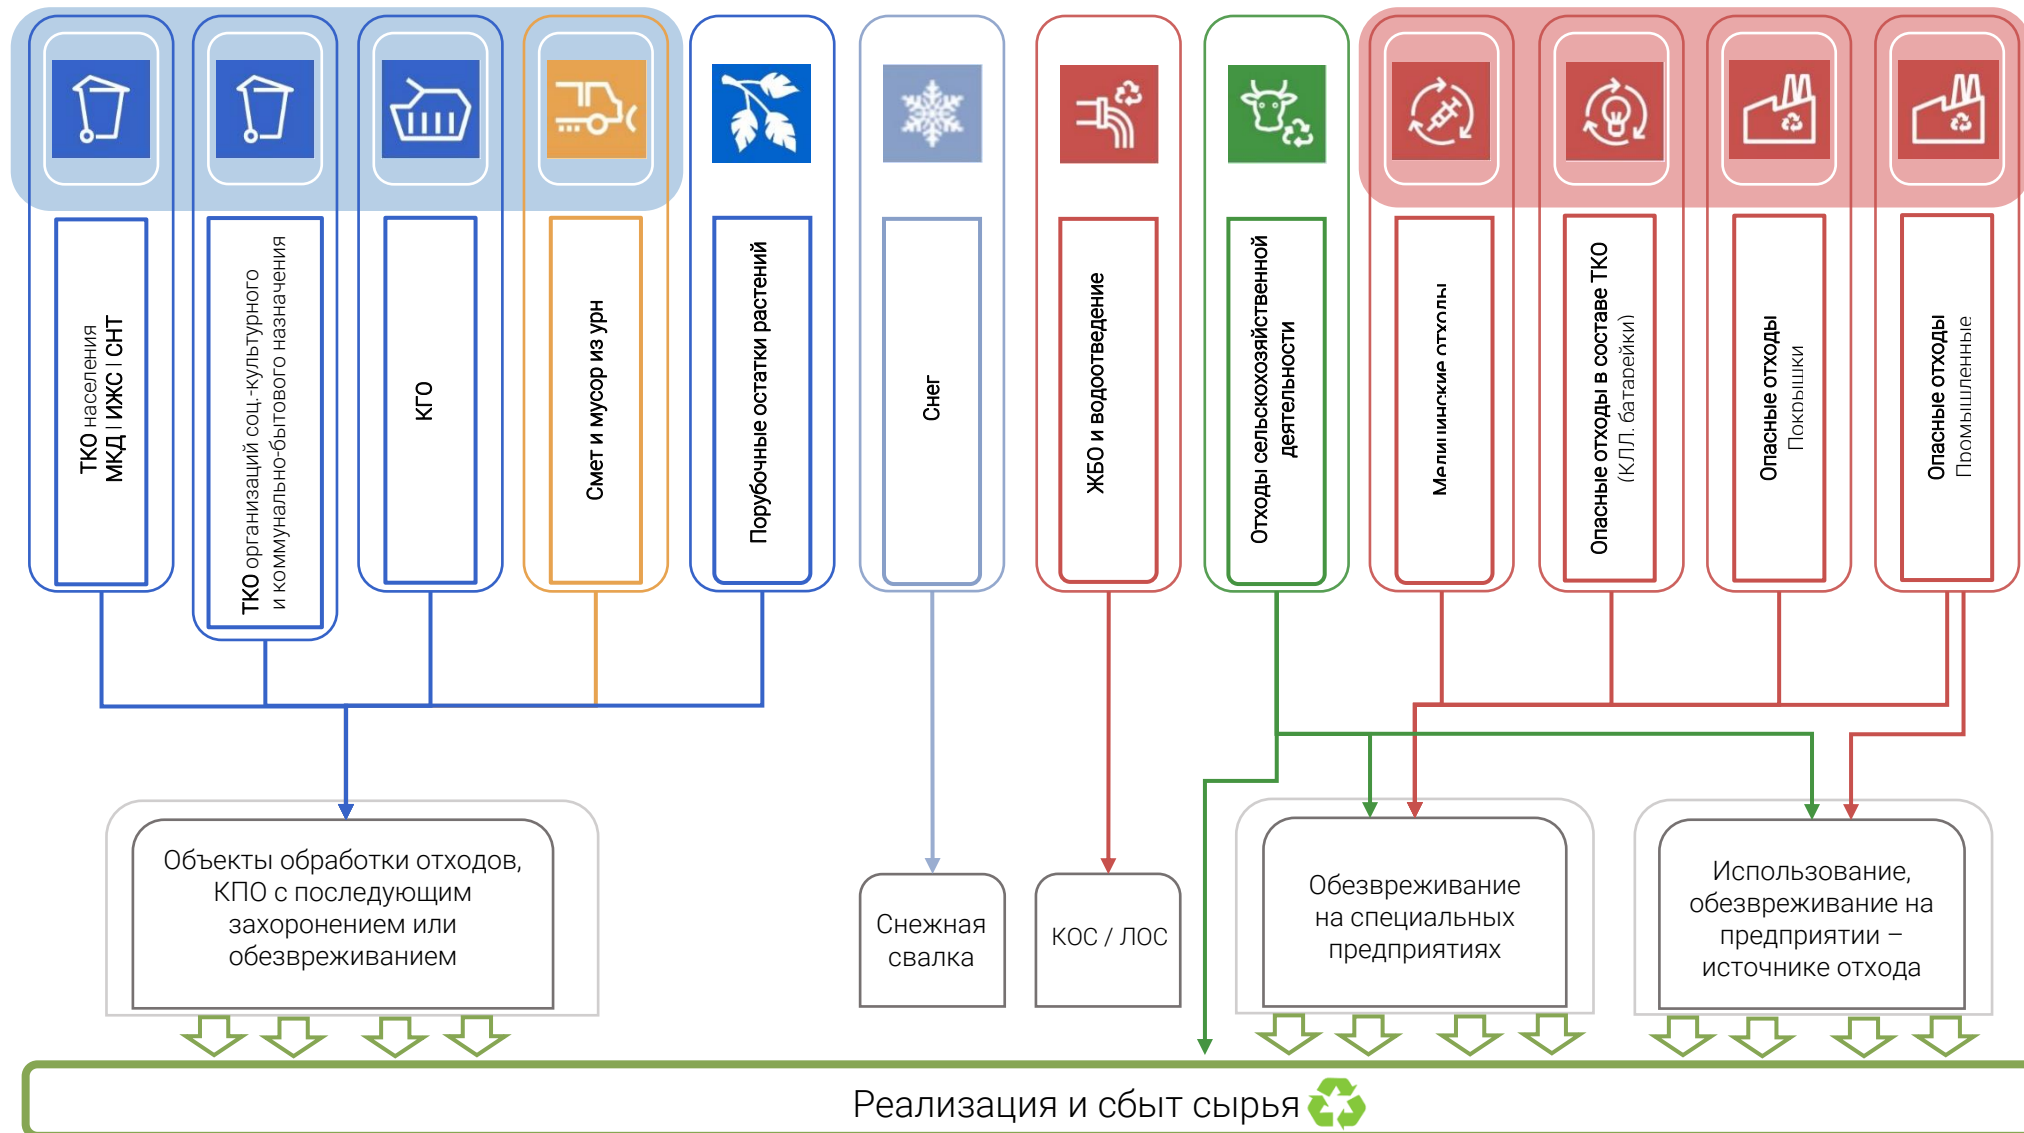 ТКО населения
МКД | ИЖС | СНТ
ТКО организаций соц.-культурного
и коммунально-бытового назначения
КГО
Смет и мусор из урн
Порубочные остатки растений
Снег
ЖБО и водоотведение
Отходы сельскохозяйственной
деятельности
Медицинские отходы
Опасные отходы в составе ТКО
(КЛЛ, батарейки)
Опасные отходы
Покрышки
Опасные отходы
Промышленные
Объекты обработки отходов,
КПО с последующим
захоронением или
обезвреживанием
Снежная
свалка
КОС / ЛОС
Обезвреживание
на специальных
предприятиях
Использование,
обезвреживание на
предприятии –
источнике отхода
Реализация и сбыт сырья